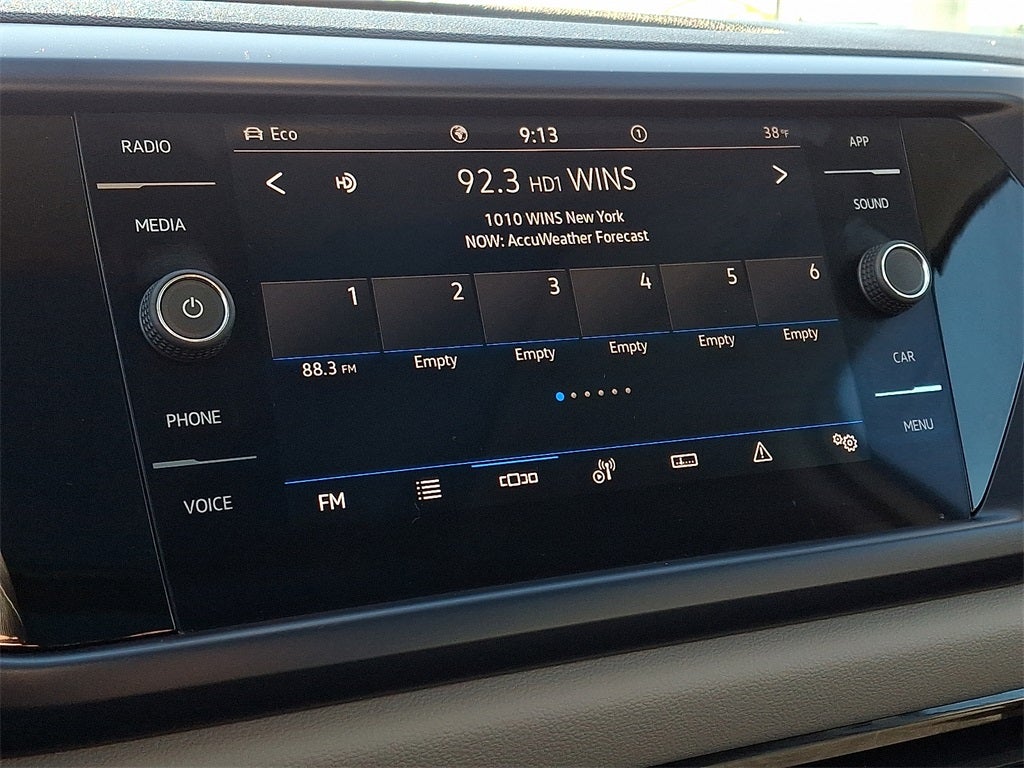 RADIO
MEDIA
PHONE
VOICE
Eco
9:13
1
38°F
HD
92.3 HD1 WINS
1010 WINS New York
NOW: AccuWeather Forecast
1 2 3 4 5 6
88.3 FM Empty Empty Empty Empty Empty
FM
APP
SOUND
CAR
MENU